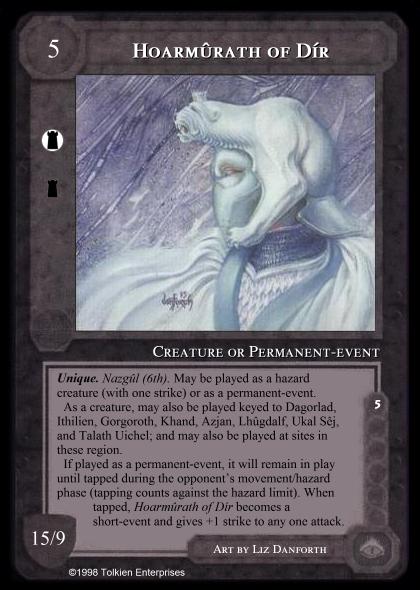 5
HOARMÛRATH OF DÍR
CREATURE OR PERMANENT-EVENT
Unique. Nazgûl (6th). May be played as a hazard
creature (with one strike) or as a permanent-event.
As a creature, may also be played keyed to Dagorlad,
Ithilien, Gorgoroth, Khand, Azjan, Lhûgdalf, Ukal Sêj,
and Talath Uichel; and may also be played at sites in
these region.
If played as a permanent-event, it will remain in play
until tapped during the opponent's movement/hazard
phase (tapping counts against the hazard limit). When
tapped, Hoarmûrath of Dír becomes a
short-event and gives +1 strike to any one attack.
5
15/9
ART BY LIZ DANFORTH
©1998 Tolkien Enterprises